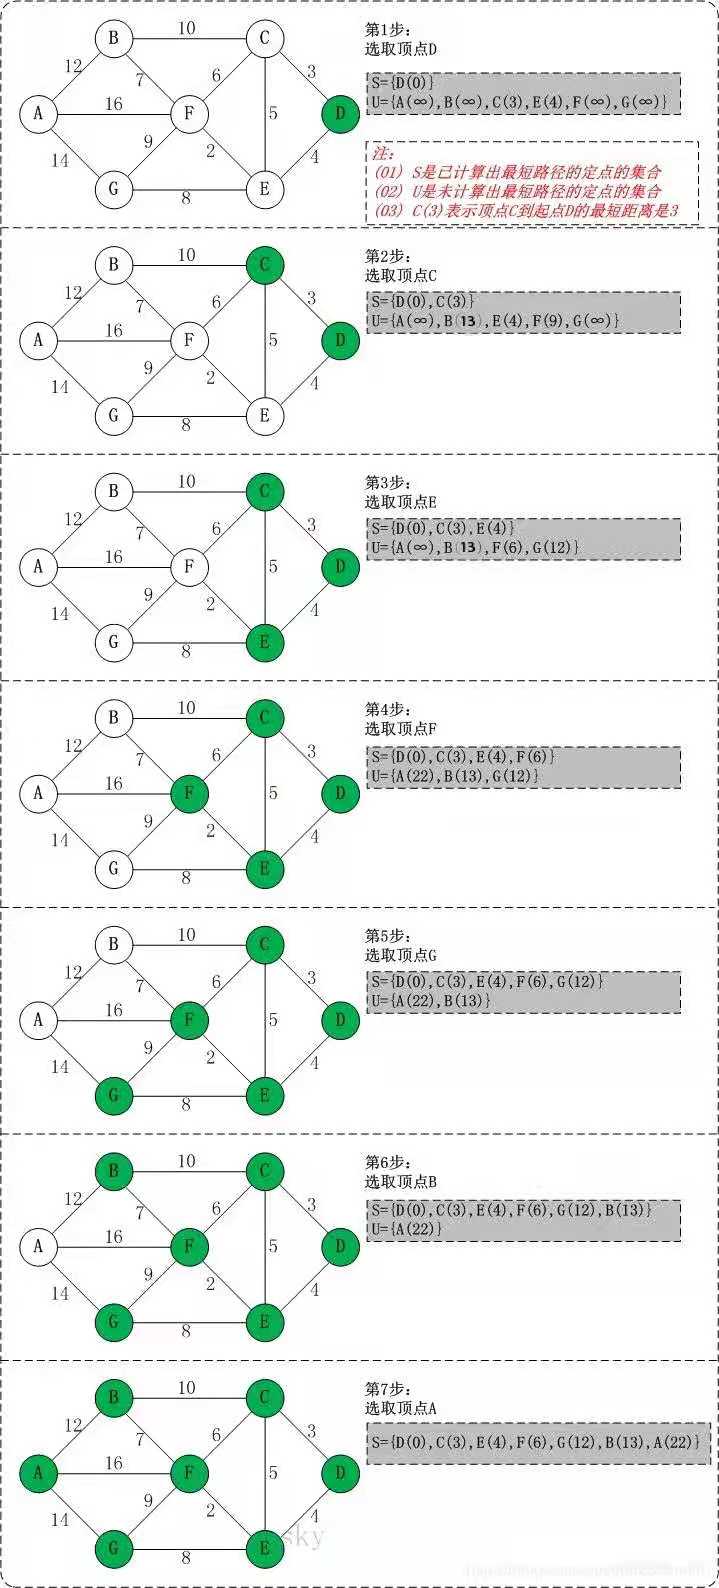 B 10 C
12 7 6 3
A 16 F 5 D
14 9 2 4
G 8 E
第1步:
选取顶点D
S={D(0)}
U={A(∞),B(∞),C(3),E(4),F(∞),G(∞)}
注:
(01) S是已计算出最短路径的定点的集合
(02) U是未计算出最短路径的定点的集合
(03) C(3)表示顶点C到起点D的最短距离是3
B 10 C
12 7 6 3
A 16 F 5 D
14 9 2 4
G 8 E
第2步:
选取顶点C
S={D(0),C(3)}
U={A(∞),B(13),E(4),F(9),G(∞)}
B 10 C
12 7 6 3
A 16 F 5 D
14 9 2 4
G 8 E
第3步:
选取顶点E
S={D(0),C(3),E(4)}
U={A(∞),B(13),F(6),G(12)}
B 10 C
12 7 6 3
A 16 F 5 D
14 9 2 4
G 8 E
第4步:
选取顶点F
S={D(0),C(3),E(4),F(6)}
U={A(22),B(13),G(12)}
B 10 C
12 7 6 3
A 16 F 5 D
14 9 2 4
G 8 E
第5步:
选取顶点G
S={D(0),C(3),E(4),F(6),G(12)}
U={A(22),B(13)}
B 10 C
12 7 6 3
A 16 F 5 D
14 9 2 4
G 8 E
第6步:
选取顶点B
S={D(0),C(3),E(4),F(6),G(12),B(13)}
U={A(22)}
B 10 C
12 7 6 3
A 16 F 5 D
14 9 2 4
G 8 E
第7步:
选取顶点A
S={D(0),C(3),E(4),F(6),G(12),B(13),A(22)}
sky